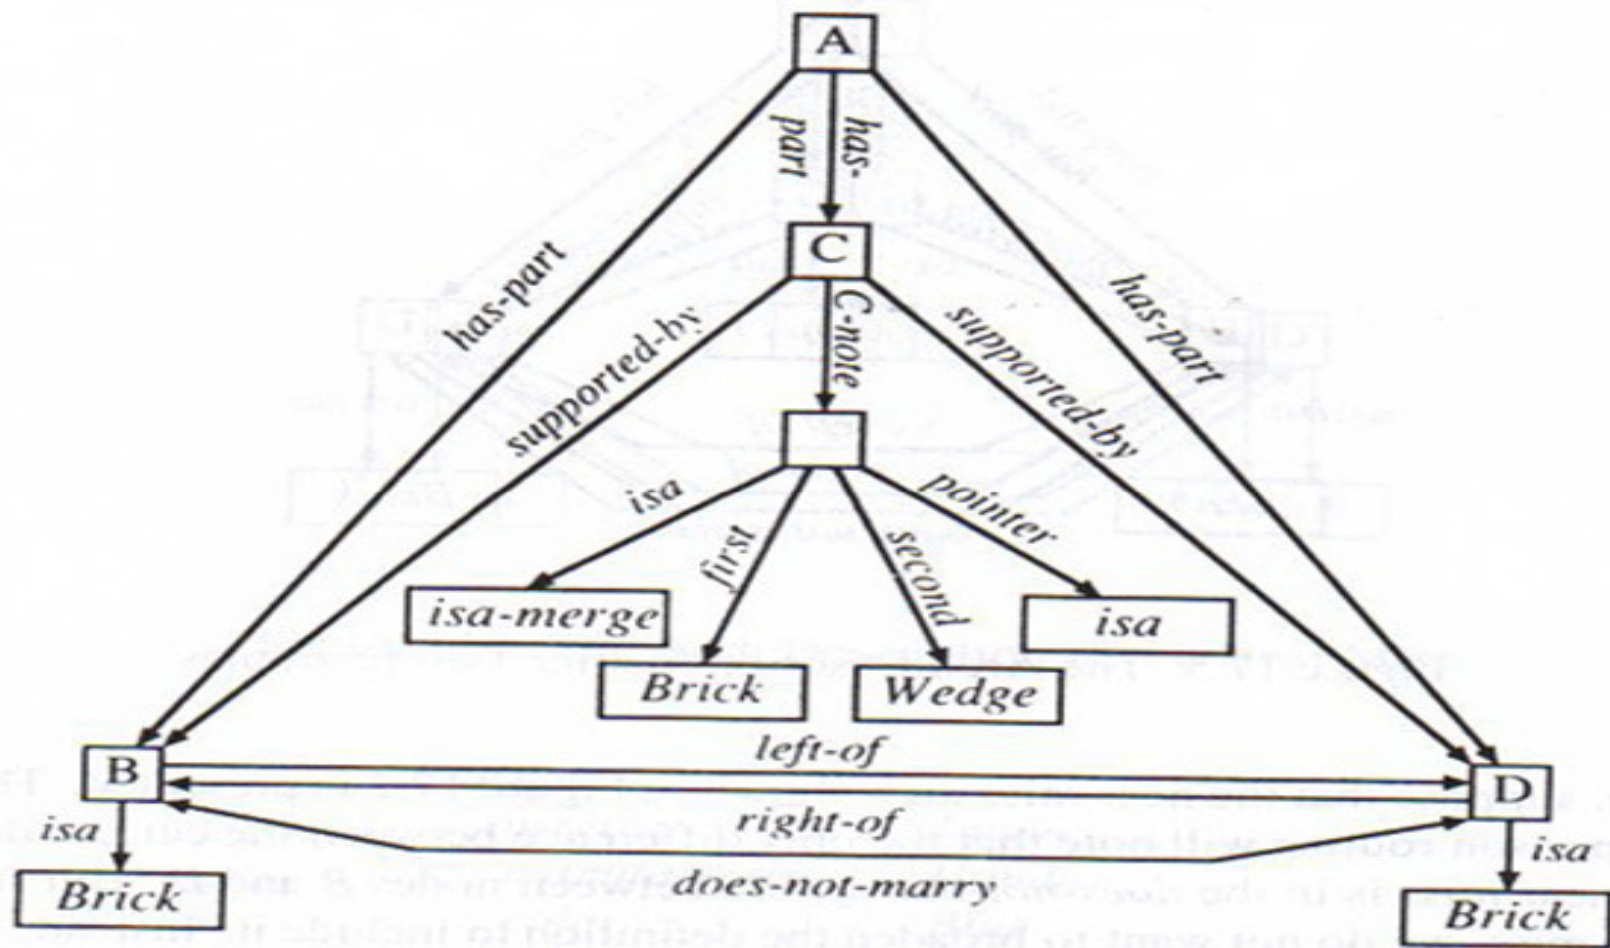 A
has-
part
has-part
has-part
C
supported-by
C-note
supported-by
isa
first
second
pointer
isa-merge
isa
Brick
Wedge
left-of
B
D
right-of
isa
isa
does-not-marry
Brick
Brick